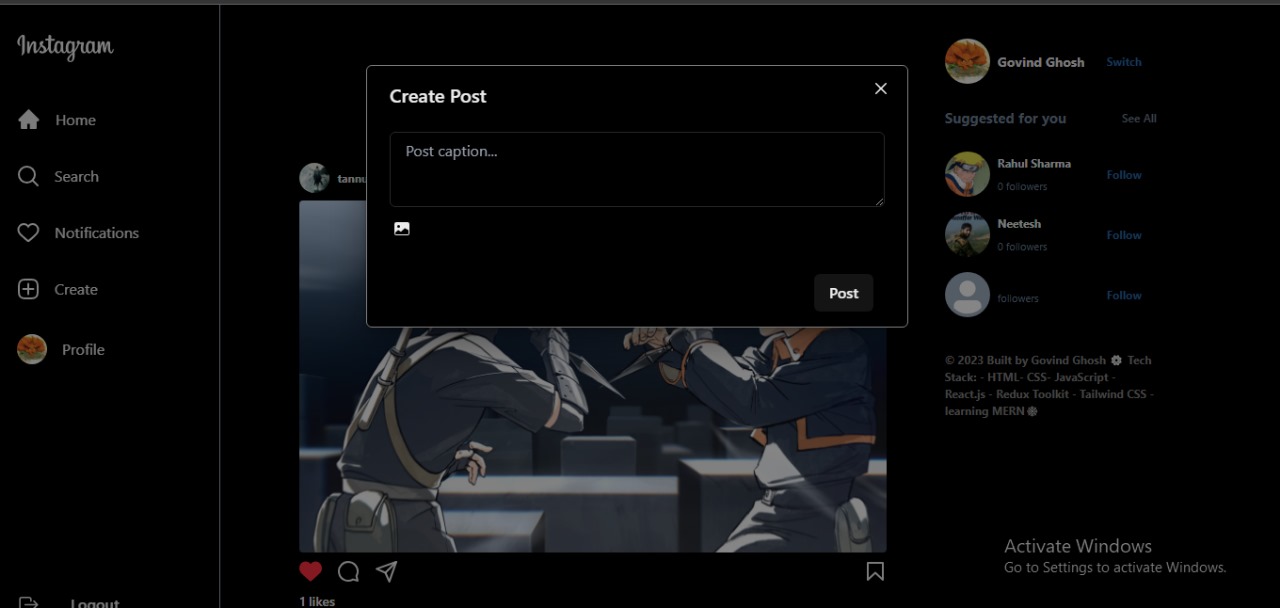 Instagram
Home
Search
Notifications
Create
Profile
Logout
Create Post
Post caption...
Post
1 likes
Govind Ghosh
Switch
Suggested for you
See All
Rahul Sharma
0 followers
Follow
Neetesh
0 followers
Follow
followers
Follow
© 2023 Built by Govind Ghosh Tech
Stack: - HTML- CSS- JavaScript -
React.js - Redux Toolkit - Tailwind CSS -
learning MERN
Activate Windows
Go to Settings to activate Windows.